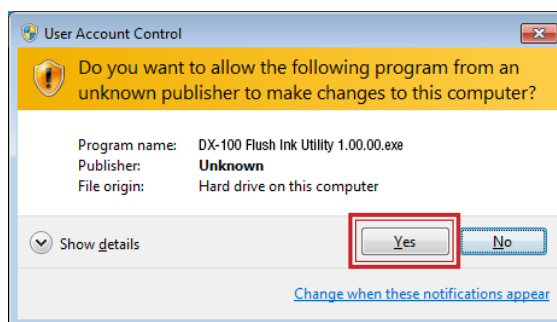 User Account Control
Do you want to allow the following program from an
unknown publisher to make changes to this computer?
Program name: DX-100 Flush Ink Utility 1.00.00.exe
Publisher: Unknown
File origin: Hard drive on this computer
Show details Yes No
Change when these notifications appear